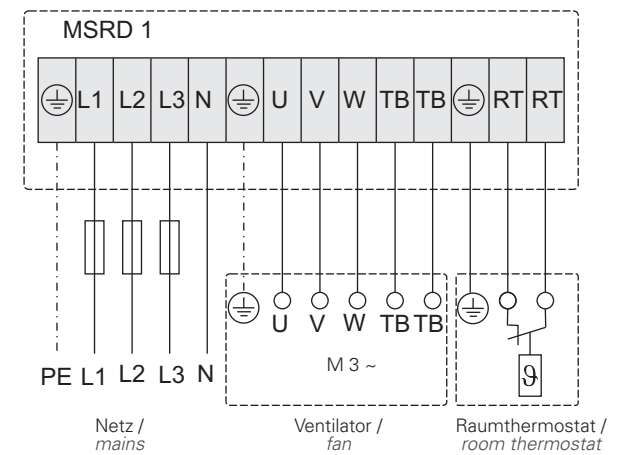 MSRD 1
L1 L2 L3 N U V W TB TB RT RT
U V W TB TB
M 3 ~
ϑ
PE L1 L2 L3 N
Netz / Ventilator / Raumthermostat /
mains fan room thermostat